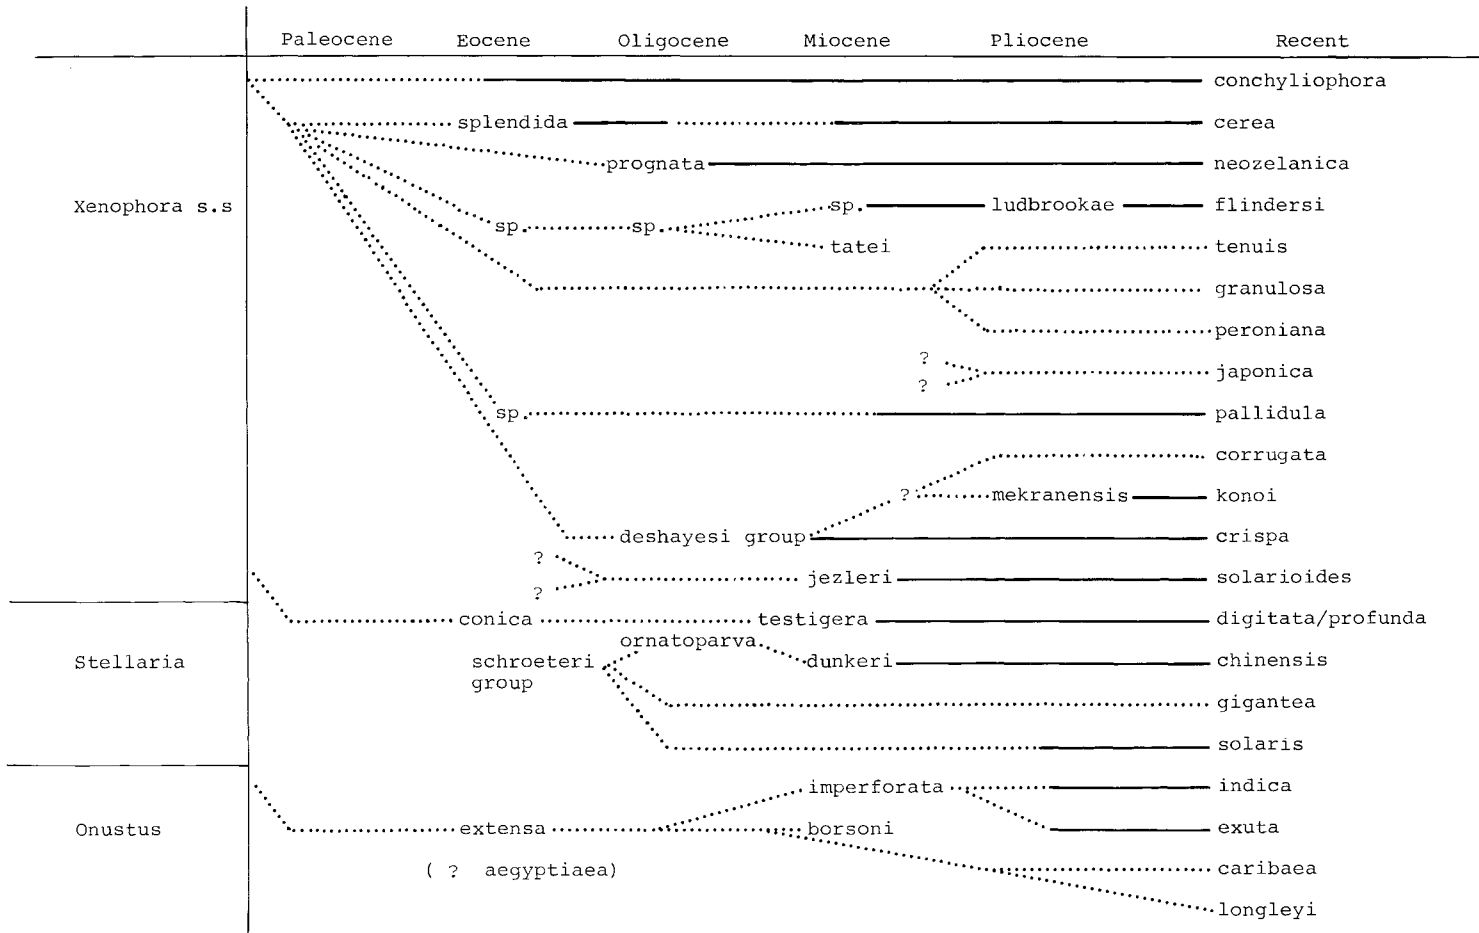 Paleocene Eocene Oligocene Miocene Pliocene Recent
conchyliophora
splendida cerea
prognata neozelanica
Xenophora s.s sp. ludbrookae flindersi
sp. sp.
tatei tenuis
granulosa
peroniana
?
? japonica
sp. pallidula
corrugata
? mekranensis konoi
deshayesi group crispa
?
? jezleri solarioides
conica testigera digitata/profunda
ornatoparva
Stellaria schroeteri dunkeri chinensis
group
gigantea
solaris
imperforata indica
Onustus extensa borsoni exuta
( ? aegyptiaea) caribaea
longleyi